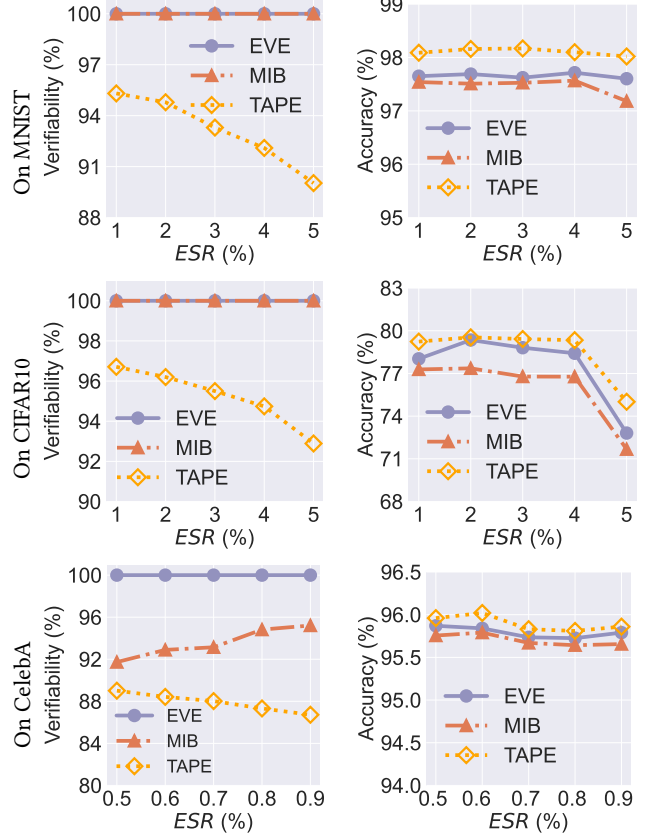 On MNIST
Verifiability (%)
100
97
94
91
88
EVE
MIB
TAPE
1 2 3 4 5
ESR (%)
Accuracy (%)
99
98
97
96
95
EVE
MIB
TAPE
1 2 3 4 5
ESR (%)
On CIFAR10
Verifiability (%)
100
98
96
94
92
90
EVE
MIB
TAPE
1 2 3 4 5
ESR (%)
Accuracy (%)
83
80
77
74
71
68
EVE
MIB
TAPE
1 2 3 4 5
ESR (%)
On CelebA
Verifiability (%)
100
96
92
88
84
80
EVE
MIB
TAPE
0.5 0.6 0.7 0.8 0.9
ESR (%)
Accuracy (%)
96.5
96.0
95.5
95.0
94.5
94.0
EVE
MIB
TAPE
0.5 0.6 0.7 0.8 0.9
ESR (%)